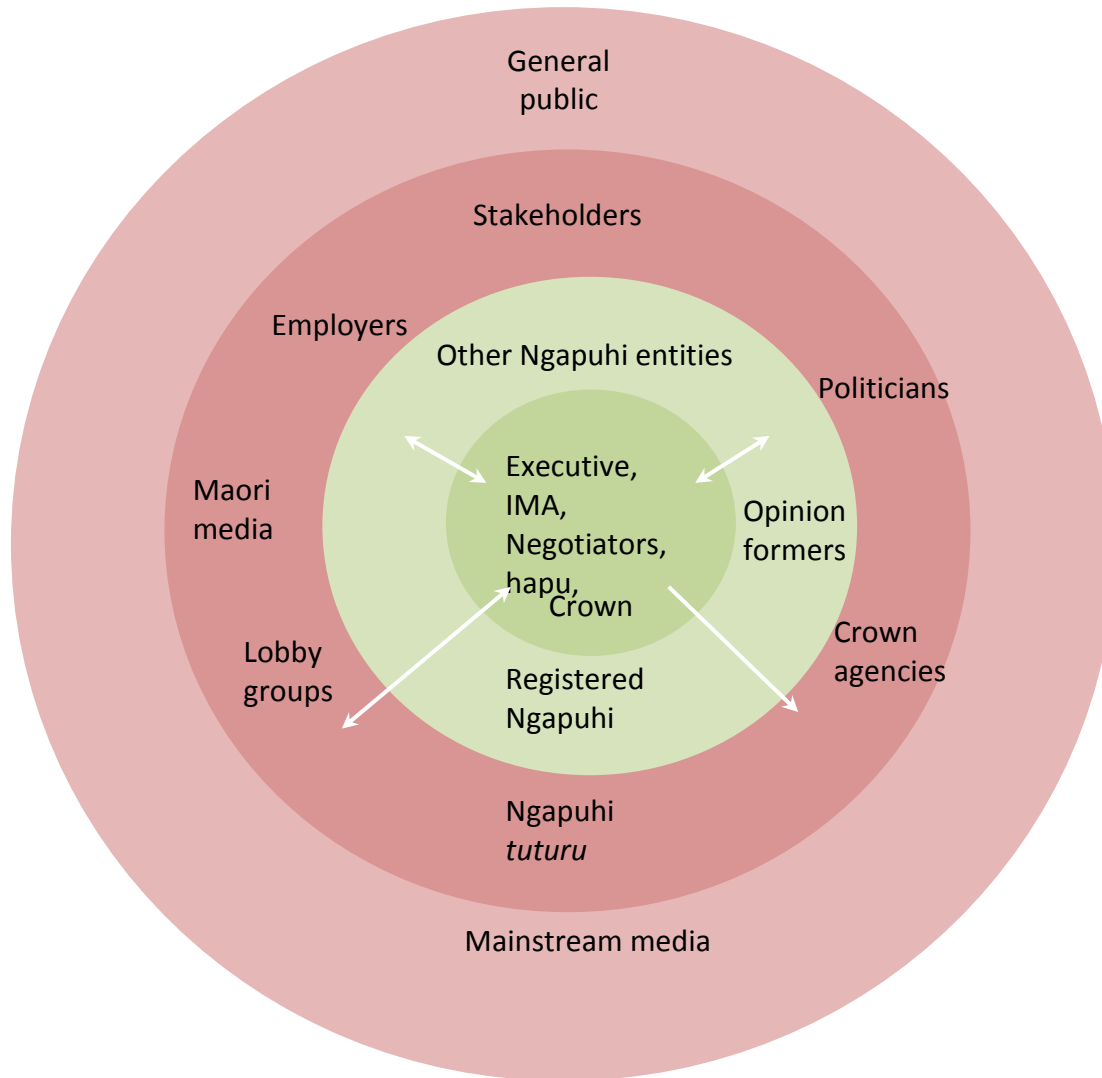 General
public
Stakeholders
Employers
Other Ngapuhi entities
Politicians
Executive,
IMA,
Negotiators,
hapu,
Crown
Maori
media
Opinion
formers
Lobby
groups
Crown
agencies
Registered
Ngapuhi
Ngapuhi
tuturu
Mainstream media